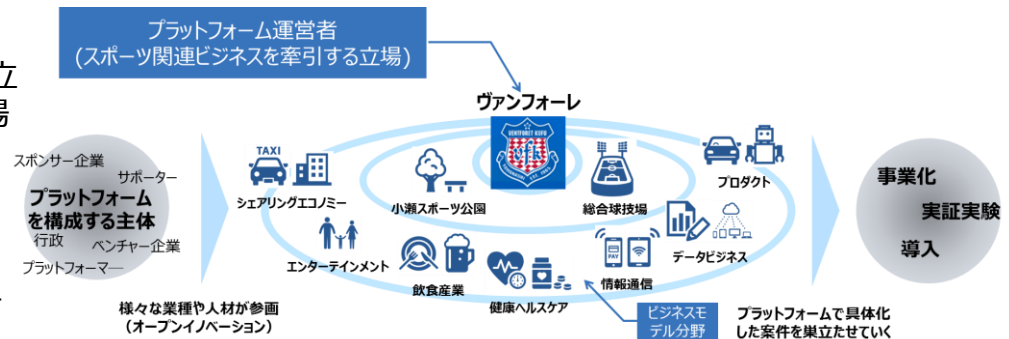 プラットフォーム運営者
(スポーツ関連ビジネスを牽引する立場)
立
場
ヴァンフォーレ
VENTFORET KOFU
スポンサー企業
サポーター
プラットフォーム
を構成する主体
行政
ベンチャー企業
プラットフォーマー
様々な業種や人材が参画
(オープンイノベーション)
TAXI
シェアリングエコノミー
小瀬スポーツ公園
総合球技場
プロダクト
エンターテインメント
飲食産業
健康ヘルスケア
PAY
情報通信
データビジネス
ビジネスモ
デル分野
事業化
実証実験
導入
プラットフォームで具体化
した案件を巣立たせていく